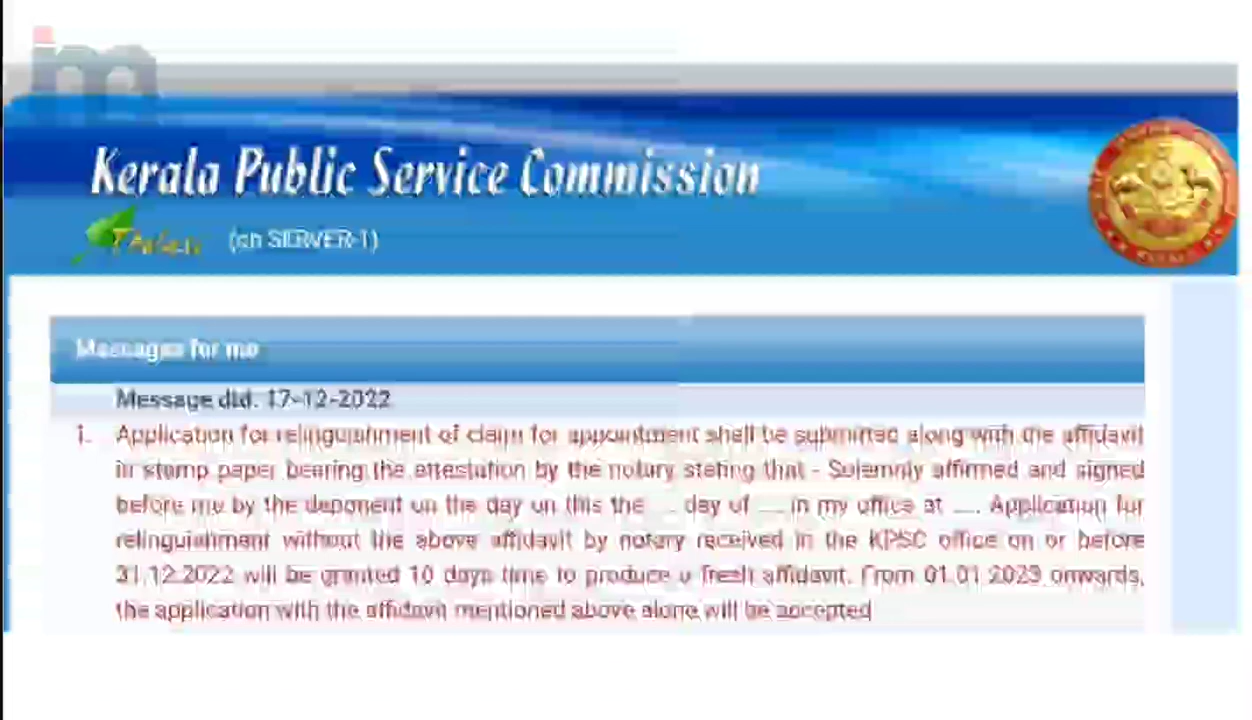 im
Kerala Public Service Commission
Thulasi (on SERVER-1)
Messages for me
Message dtd. 17-12-2022
1. Application for relinguishment of claim for appointment shall be submitted along with the affidavit
in stamp paper bearing the attestation by the notary stating that - Solemnly affirmed and signed
before me by the deponent on the day on this the ... day of .... in my office at ..... Application for
relinguishment without the above affidavit by notary received in the KPSC office on or before
31.12.2022 will be granted 10 days time to produce a fresh affidavit. From 01.01.2023 onwards,
the application with the affidavit mentioned above alone will be accepted
KERALA